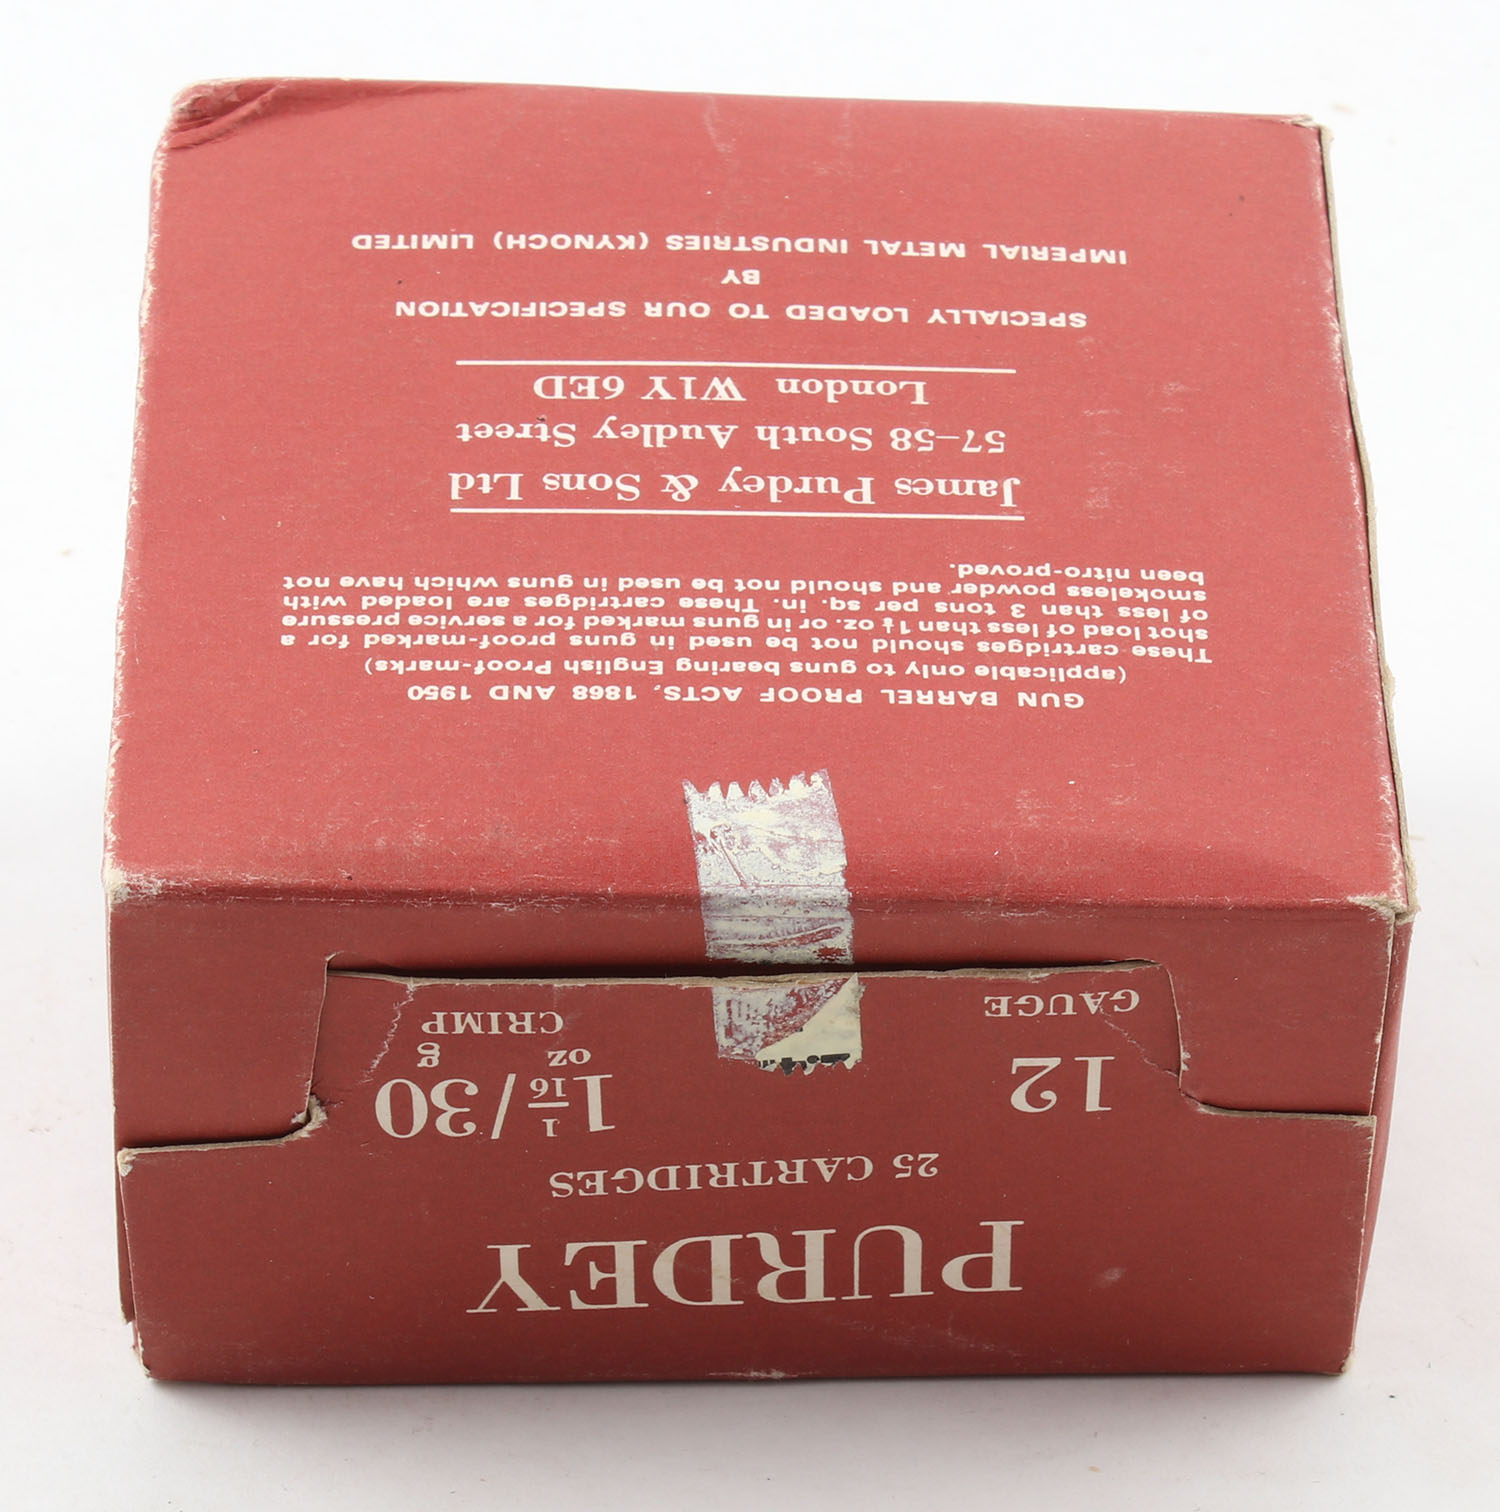 GUN BARREL PROOF ACTS, 1868 AND 1950
(applicable only to guns bearing English Proof-marks)
These cartridges should not be used in guns proof-marked for a
shot load of less than 1⅛ oz. or in guns marked for a service pressure
of less than 3 tons per sq. in. These cartridges are loaded with
smokeless powder and should not be used in guns which have not
been nitro-proved.
James Purdey & Sons Ltd
57–58 South Audley Street
London W1Y 6ED
SPECIALLY LOADED TO OUR SPECIFICATION
BY
IMPERIAL METAL INDUSTRIES (KYNOCH) LIMITED
PURDEY
25 CARTRIDGES
12 1 1/16 /30
oz g
GAUGE CRIMP